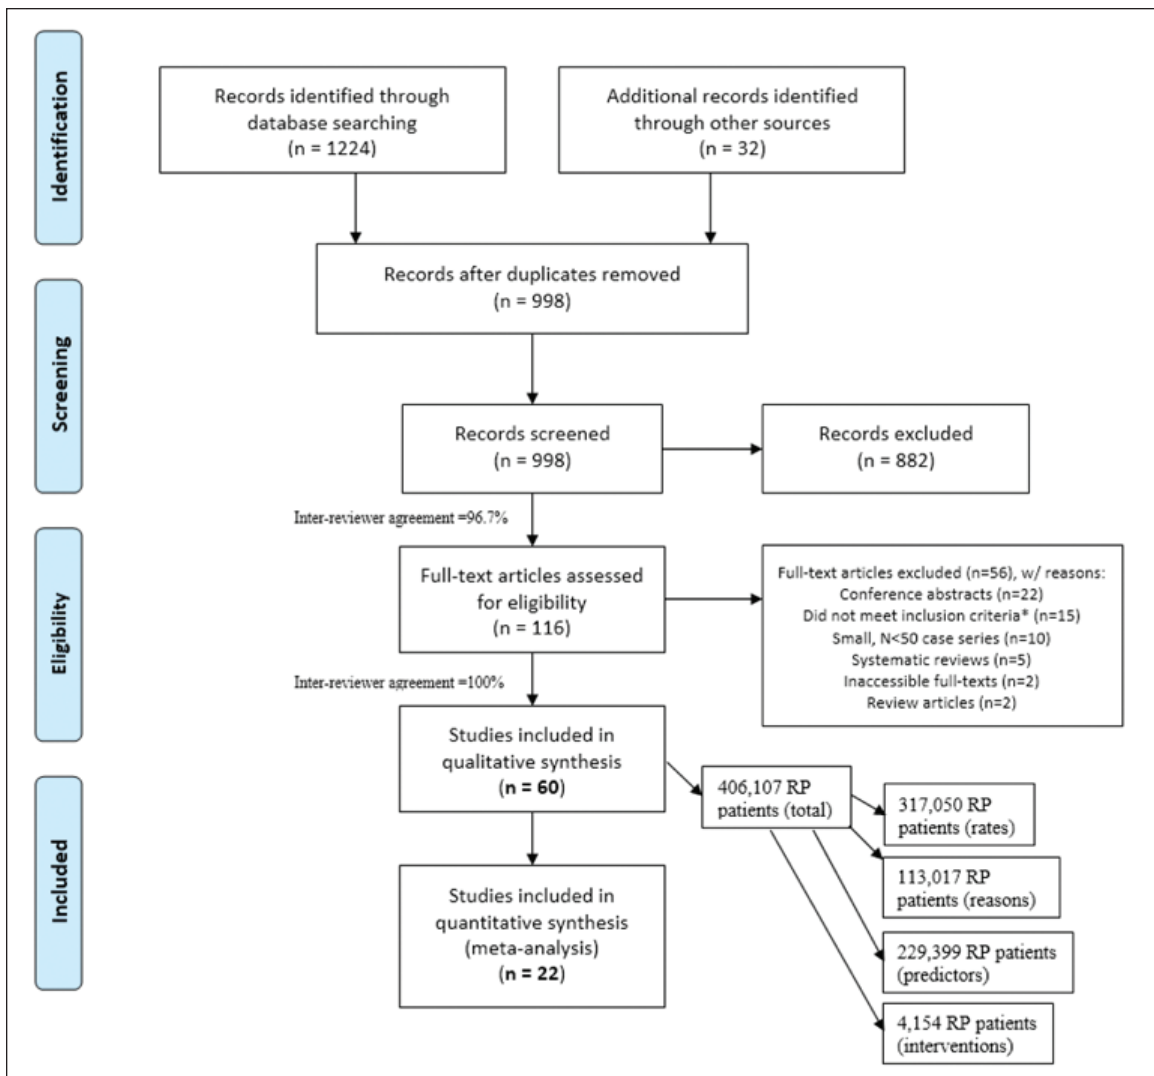 Identification
Records identified through
database searching
(n = 1224)
Additional records identified
through other sources
(n = 32)
Records after duplicates removed
(n = 998)
Screening
Records screened
(n = 998)
Records excluded
(n = 882)
Inter-reviewer agreement =96.7%
Eligibility
Full-text articles assessed
for eligibility
(n = 116)
Full-text articles excluded (n=56), w/ reasons:
Conference abstracts (n=22)
Did not meet inclusion criteria* (n=15)
Small, N<50 case series (n=10)
Systematic reviews (n=5)
Inaccessible full-texts (n=2)
Review articles (n=2)
Inter-reviewer agreement =100%
Included
Studies included in
qualitative synthesis
(n = 60)
406,107 RP
patients (total)
317,050 RP
patients (rates)
113,017 RP
patients (reasons)
229,399 RP patients
(predictors)
4,154 RP patients
(interventions)
Studies included in
quantitative synthesis
(meta-analysis)
(n = 22)